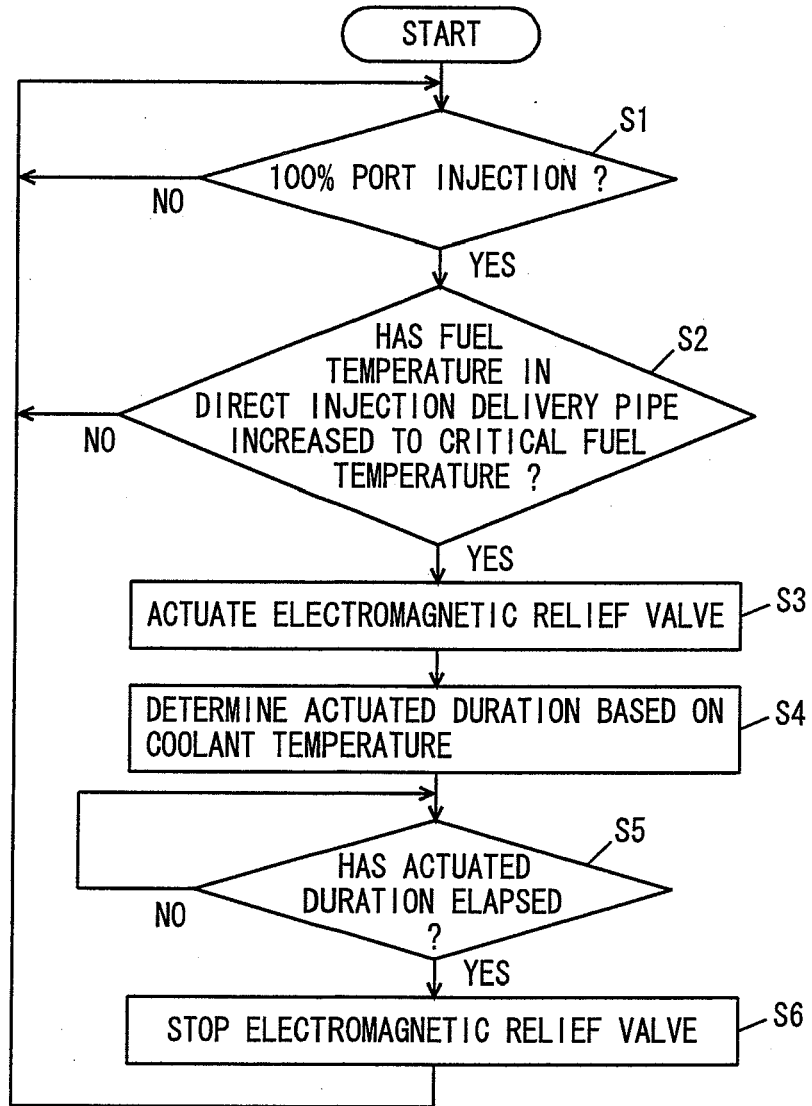 START
S1
100% PORT INJECTION ?
NO
YES
S2
HAS FUEL
TEMPERATURE IN
DIRECT INJECTION DELIVERY PIPE
INCREASED TO CRITICAL FUEL
TEMPERATURE ?
NO
YES
S3
ACTUATE ELECTROMAGNETIC RELIEF VALVE
S4
DETERMINE ACTUATED DURATION BASED ON
COOLANT TEMPERATURE
S5
HAS ACTUATED
DURATION ELAPSED
?
NO
YES
S6
STOP ELECTROMAGNETIC RELIEF VALVE